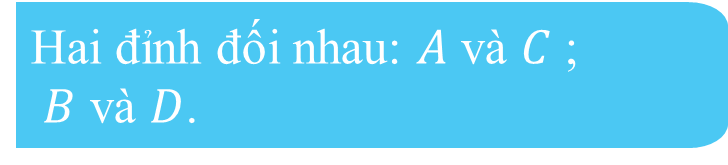 Hai đỉnh đối nhau: A và C ;
B và D.